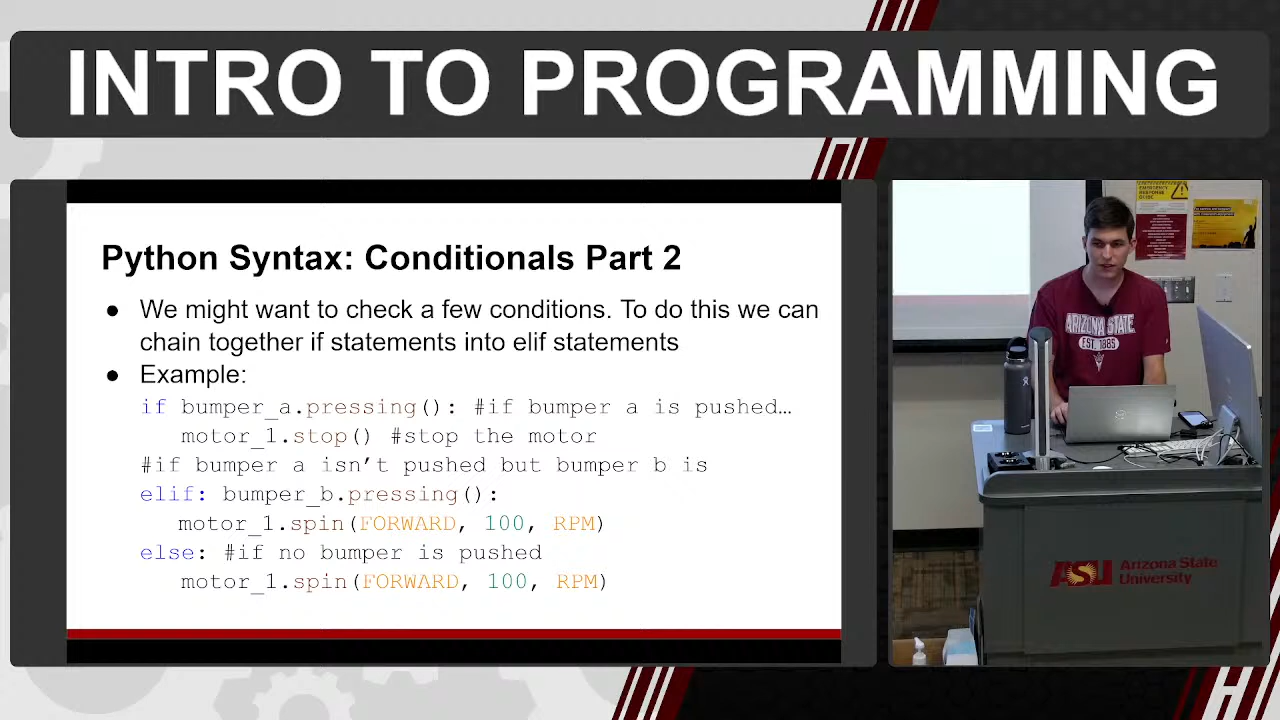 INTRO TO PROGRAMMING
Python Syntax: Conditionals Part 2
● We might want to check a few conditions. To do this we can
chain together if statements into elif statements
● Example:
if bumper_a.pressing(): #if bumper a is pushed…
motor_1.stop() #stop the motor
#if bumper a isn’t pushed but bumper b is
elif: bumper_b.pressing():
motor_1.spin(FORWARD, 100, RPM)
else: #if no bumper is pushed
motor_1.spin(FORWARD, 100, RPM)
EMERGENCY
RESPONSE
ARIZONA STATE
EST. 1885
ASU Arizona State
University